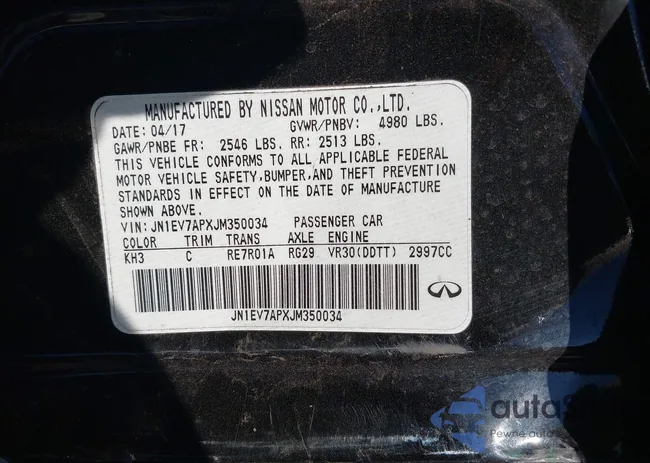 MANUFACTURED BY NISSAN MOTOR CO.,LTD.
DATE: 04/17 GVWR/PNBV: 4980 LBS.
GAWR/PNBE FR: 2546 LBS. RR: 2513 LBS.
THIS VEHICLE CONFORMS TO ALL APPLICABLE FEDERAL
MOTOR VEHICLE SAFETY,BUMPER,AND THEFT PREVENTION
STANDARDS IN EFFECT ON THE DATE OF MANUFACTURE
SHOWN ABOVE.
VIN: JN1EV7APXJM350034 PASSENGER CAR
COLOR TRIM TRANS AXLE ENGINE
KH3 C RE7R01A RG29 VR30(DDTT) 2997CC
JN1EV7APXJM350034
Pewne